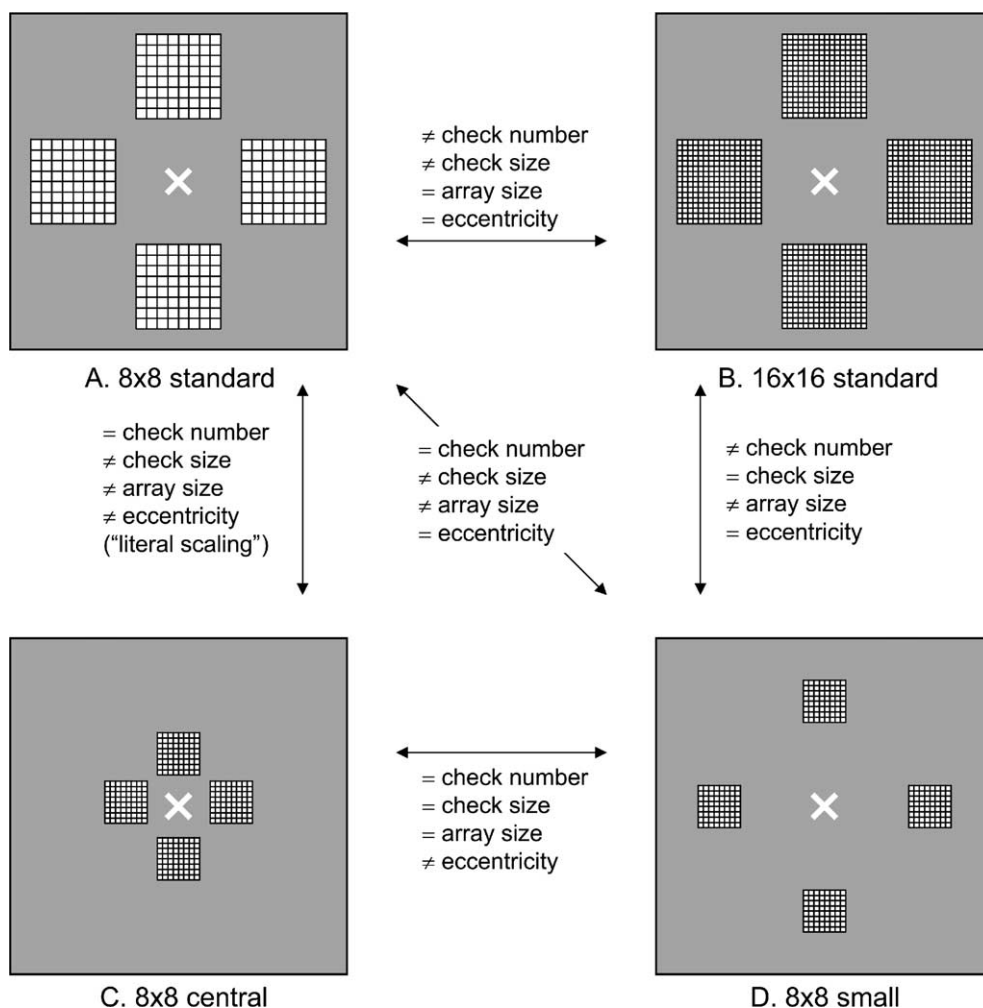 ≠ check number
≠ check size
= array size
= eccentricity
A. 8x8 standard
B. 16x16 standard
= check number
≠ check size
≠ array size
≠ eccentricity
(“literal scaling”)
= check number
≠ check size
≠ array size
= eccentricity
≠ check number
= check size
≠ array size
= eccentricity
= check number
= check size
= array size
≠ eccentricity
C. 8x8 central
D. 8x8 small